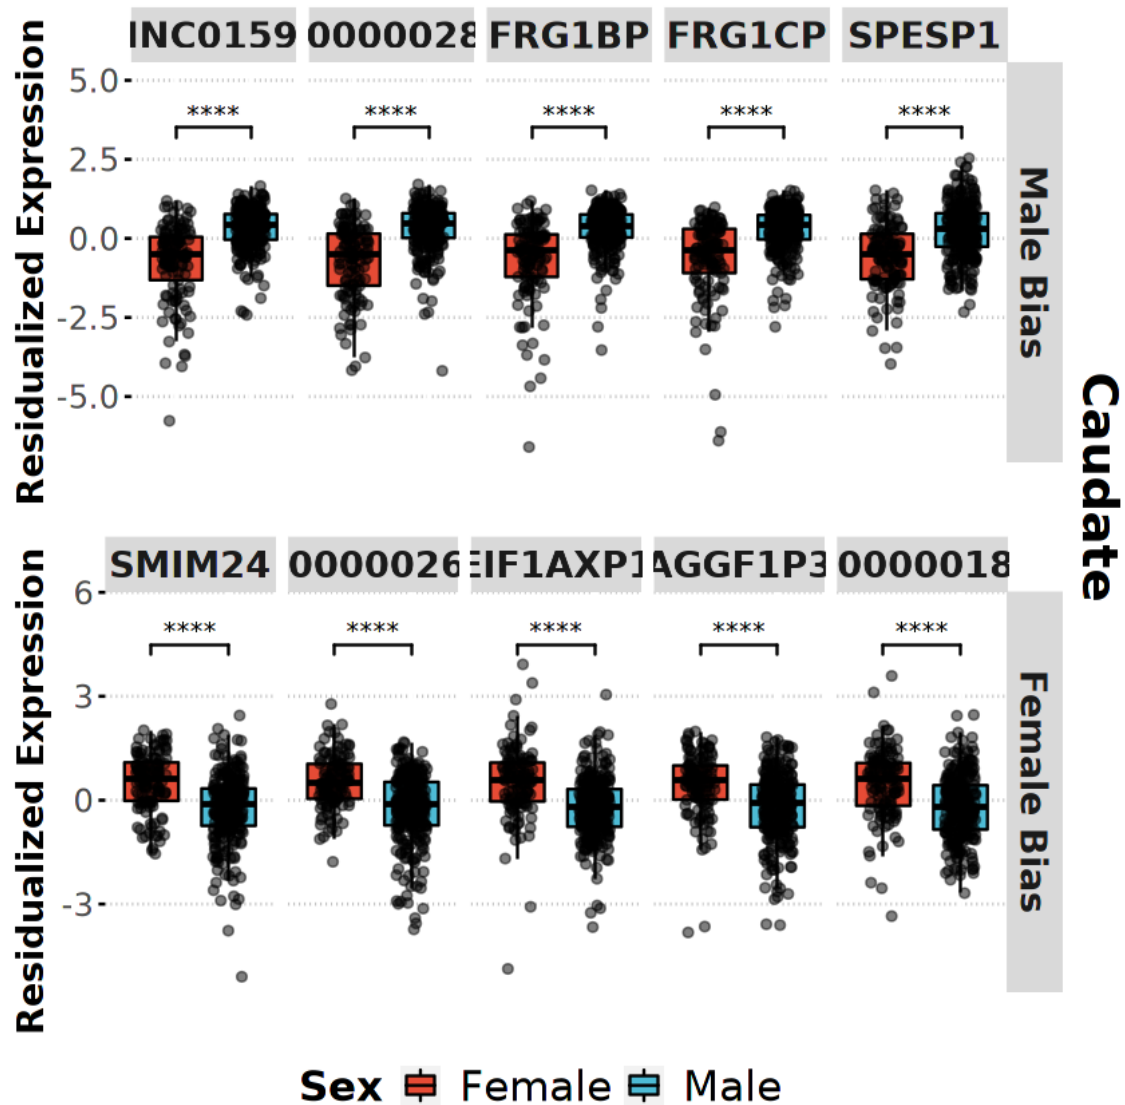 INC0159 0000028 FRG1BP FRG1CP SPESP1
Residualized Expression
5.0
2.5
0.0
-2.5
-5.0
**** **** **** **** ****
Male Bias
Caudate
SMIM24 0000026 EIF1AXP1 AGGF1P3 0000018
Residualized Expression
6
3
0
-3
**** **** **** **** ****
Female Bias
Sex Female Male